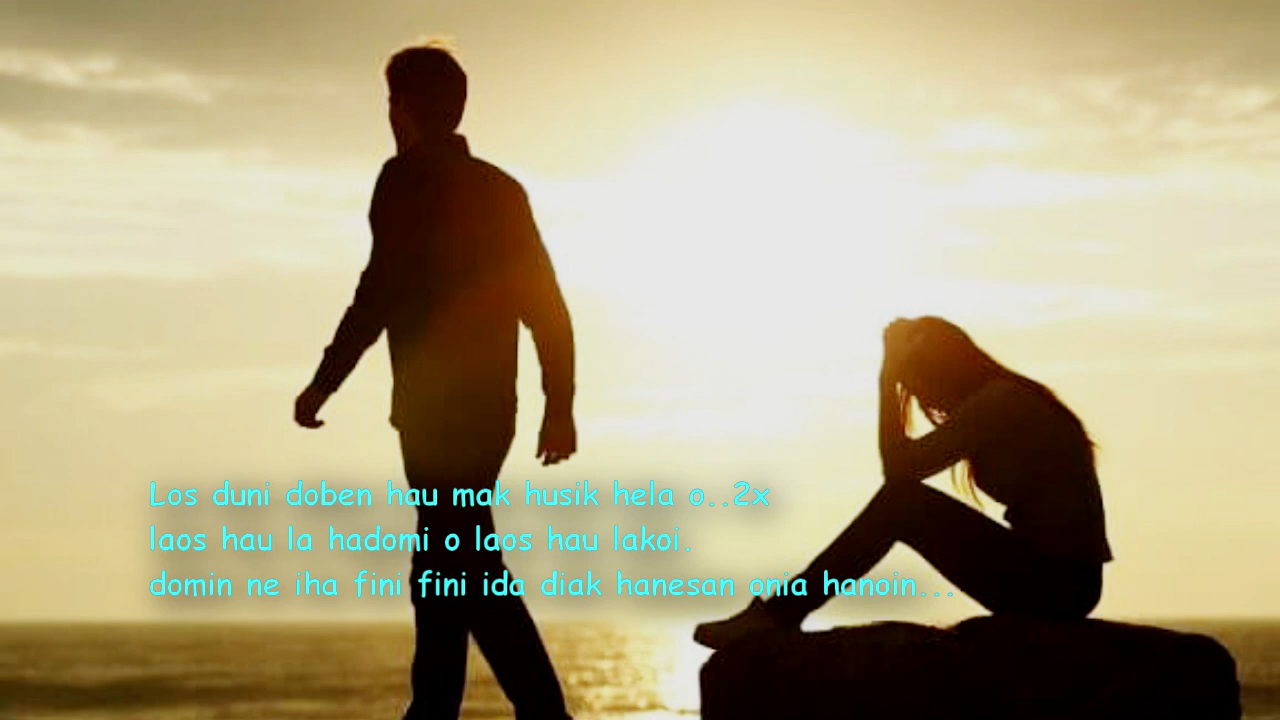 Los duni doben hau mak husik hela o..2x
laos hau la hadomi o laos hau lakoi.
domin ne iha fini fini ida diak hanesan onia hanoin...